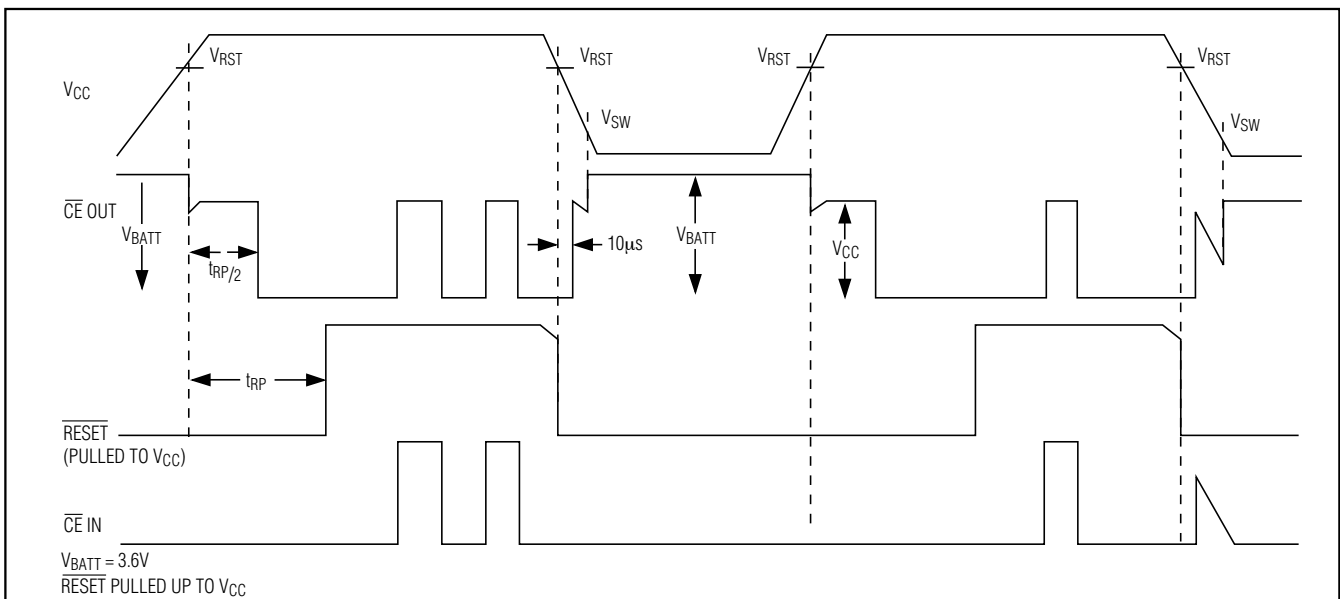 VRST
VRST
VRST
VRST
VCC
VSW
VSW
CE OUT
VBATT
tRP/2
10µs
VBATT
VCC
tRP
RESET
(PULLED TO VCC)
CE IN
VBATT = 3.6V
RESET PULLED UP TO VCC